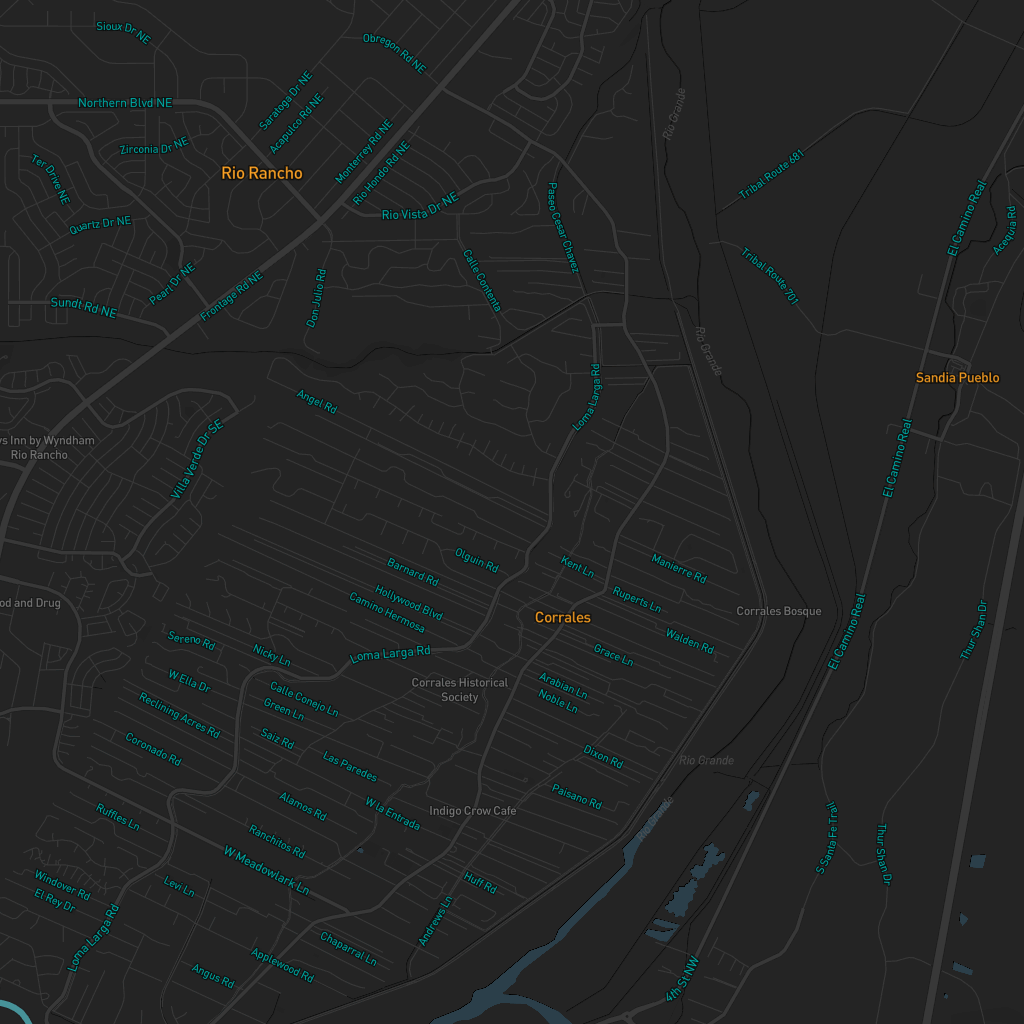 Sioux Dr NE
Obregon Rd NE
Saratoga Dr NE
Acapulco Rd NE
Northern Blvd NE
Rio Grande
Monterrey Rd NE
Zirconia Dr NE
Rio Hondo Rd NE
Tribal Route 681
Ter Drive NE
Rio Rancho
Rio Vista Dr NE
Paseo Cesar Chavez
El Camino Real
Acequia Rd
Quartz Dr NE
Calle Contenta
Tribal Route 701
Pearl Dr NE
Frontage Rd NE
Don Julio Rd
Sundt Rd NE
Rio Grande
Sandia Pueblo
Loma Larga Rd
Angel Rd
ys Inn by Wyndham
Rio Rancho
Villa Verde Dr SE
El Camino Real
Olguin Rd
Kent Ln
Manierre Rd
Barnard Rd
Hollywood Blvd
Camino Hermosa
Ruperts Ln
od and Drug
Corrales
Corrales Bosque
El Camino Real
Thur Shan Dr
Sereno Rd
Nicky Ln
Loma Larga Rd
Grace Ln
Walden Rd
W Ella Dr
Calle Conejo Ln
Corrales Historical
Society
Arabian Ln
Noble Ln
Green Ln
Reclining Acres Rd
Saiz Rd
Coronado Rd
Las Paredes
Dixon Rd
Rio Grande
Paisano Rd
Alamos Rd
W la Entrada
Indigo Crow Cafe
Rio Grande
Ruffles Ln
Ranchitos Rd
S Santa Fe Trail
Thur Shan Dr
W Meadowlark Ln
Windover Rd
El Rey Dr
Levi Ln
Huff Rd
Loma Larga Rd
Andrews Ln
Chaparral Ln
Applewood Rd
Angus Rd
4th St NW